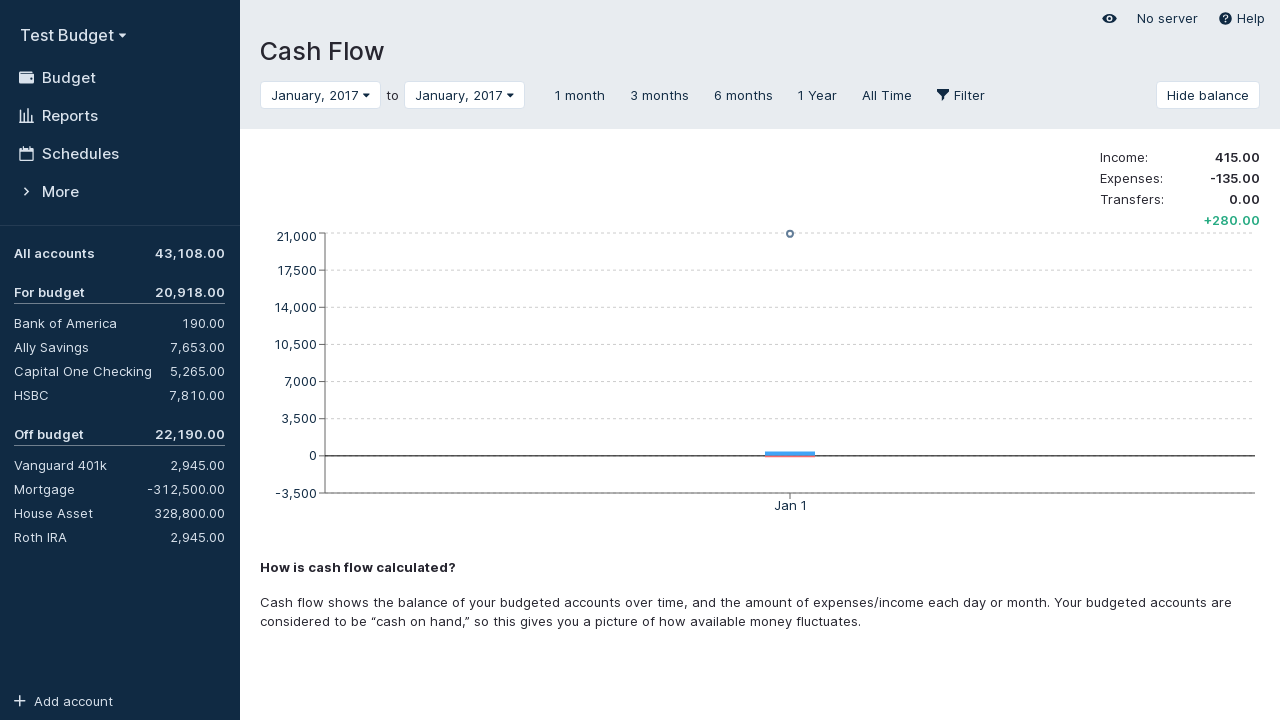 Test Budget
Budget
Reports
Schedules
More
All accounts 43,108.00
For budget 20,918.00
Bank of America 190.00
Ally Savings 7,653.00
Capital One Checking 5,265.00
HSBC 7,810.00
Off budget 22,190.00
Vanguard 401k 2,945.00
Mortgage -312,500.00
House Asset 328,800.00
Roth IRA 2,945.00
Add account
No server Help
Cash Flow
January, 2017 to January, 2017 1 month 3 months 6 months 1 Year All Time Filter Hide balance
Income: 415.00
Expenses: -135.00
Transfers: 0.00
+280.00
21,000
17,500
14,000
10,500
7,000
3,500
0
-3,500
Jan 1
How is cash flow calculated?
Cash flow shows the balance of your budgeted accounts over time, and the amount of expenses/income each day or month. Your budgeted accounts are
considered to be “cash on hand,” so this gives you a picture of how available money fluctuates.